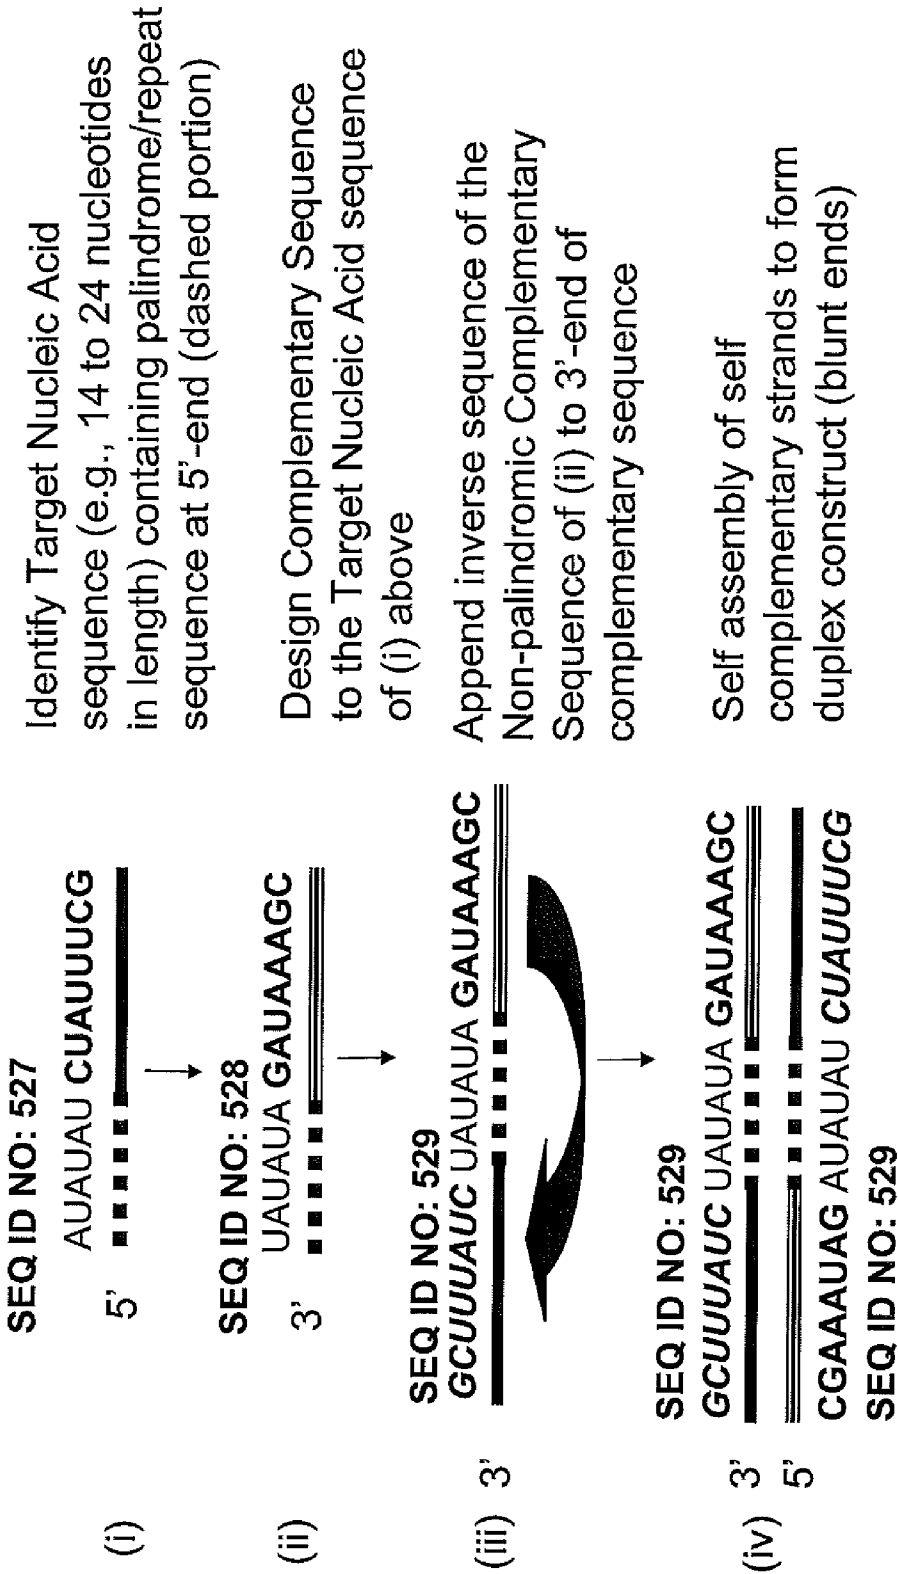 SEQ ID NO: 527
AUAUAU CUAUUUCG
(i) 5’
Identify Target Nucleic Acid
sequence (e.g., 14 to 24 nucleotides
in length) containing palindrome/repeat
sequence at 5’-end (dashed portion)
SEQ ID NO: 528
UAUAUA GAUAAAGC
(ii) 3’
Design Complementary Sequence
to the Target Nucleic Acid sequence
of (i) above
SEQ ID NO: 529
GCUUUAUC UAUAUA GAUAAAGC
(iii) 3’
Append inverse sequence of the
Non-palindromic Complementary
Sequence of (ii) to 3’-end of
complementary sequence
SEQ ID NO: 529
GCUUUAUC UAUAUA GAUAAAGC
(iv) 3’
5’
CGAAAUAG AUAUAU CUAUUUCG
SEQ ID NO: 529
Self assembly of self
complementary strands to form
duplex construct (blunt ends)